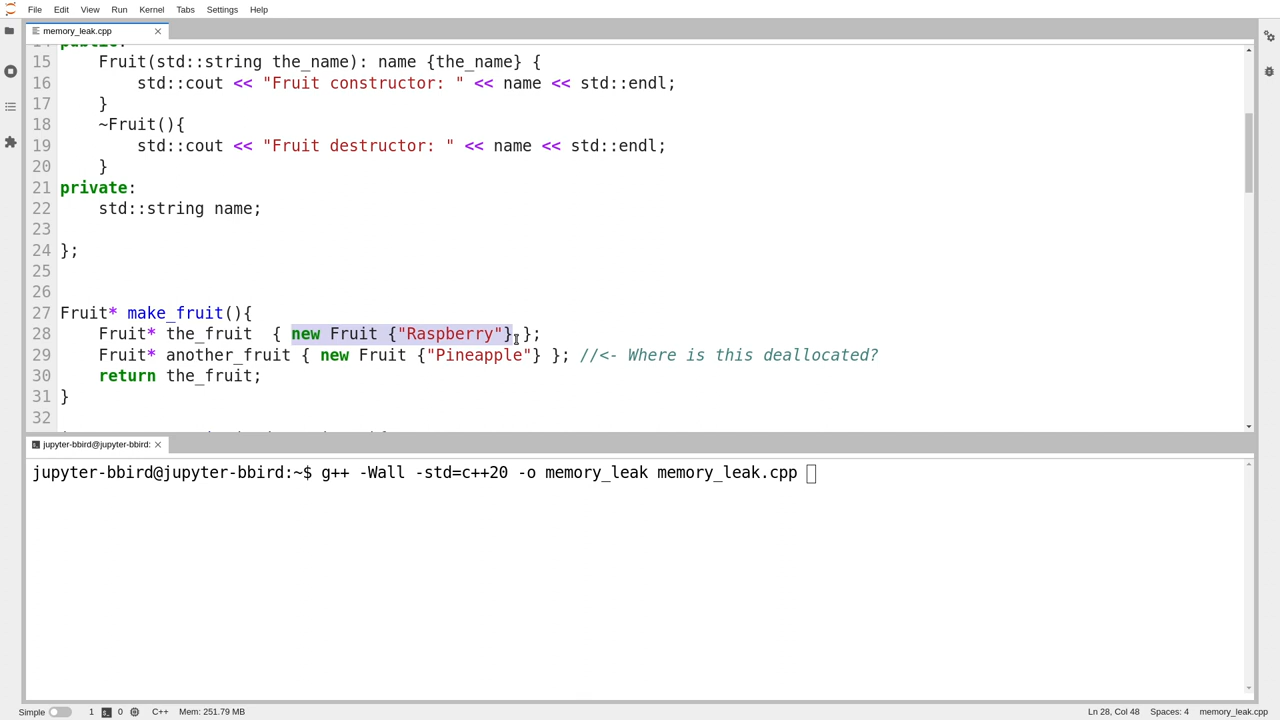 File Edit View Run Kernel Tabs Settings Help
memory_leak.cpp
14 public:
15 Fruit(std::string the_name): name {the_name} {
16 std::cout << "Fruit constructor: " << name << std::endl;
17 }
18 ~Fruit(){
19 std::cout << "Fruit destructor: " << name << std::endl;
20 }
21 private:
22 std::string name;
23
24 };
25
26
27 Fruit* make_fruit(){
28 Fruit* the_fruit  { new Fruit {"Raspberry"} };
29 Fruit* another_fruit { new Fruit {"Pineapple"} }; //<- Where is this deallocated?
30 return the_fruit;
31 }
32
jupyter-bbird@jupyter-bbird:
jupyter-bbird@jupyter-bbird:~$ g++ -Wall -std=c++20 -o memory_leak memory_leak.cpp
Simple 1 0 C++ Mem: 251.79 MB Ln 28, Col 48 Spaces: 4 memory_leak.cpp